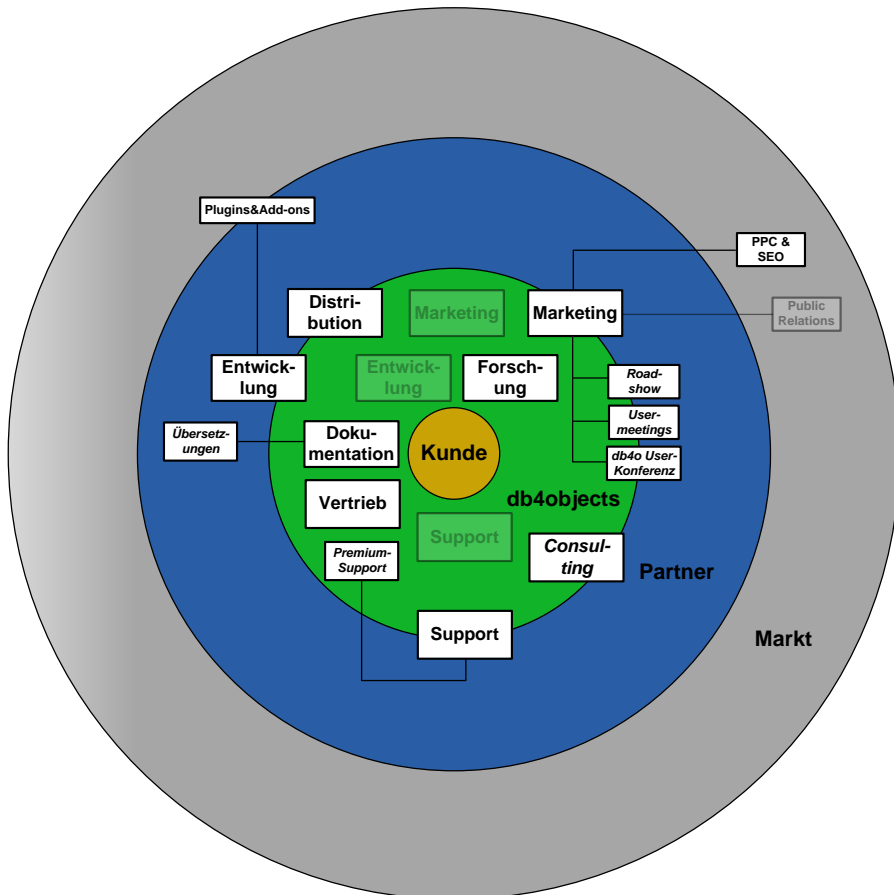 Plugins&Add-ons
PPC &
SEO
Distri-
bution
Marketing
Marketing
Public
Relations
Entwick-
lung
Entwick-
lung
Forsch-
ung
Road-
show
Übersetz-
ungen
Doku-
mentation
Kunde
User-
meetings
db4o User-
Konferenz
Vertrieb
db4objects
Support
Premium-
Support
Consul-
ting
Partner
Support
Markt